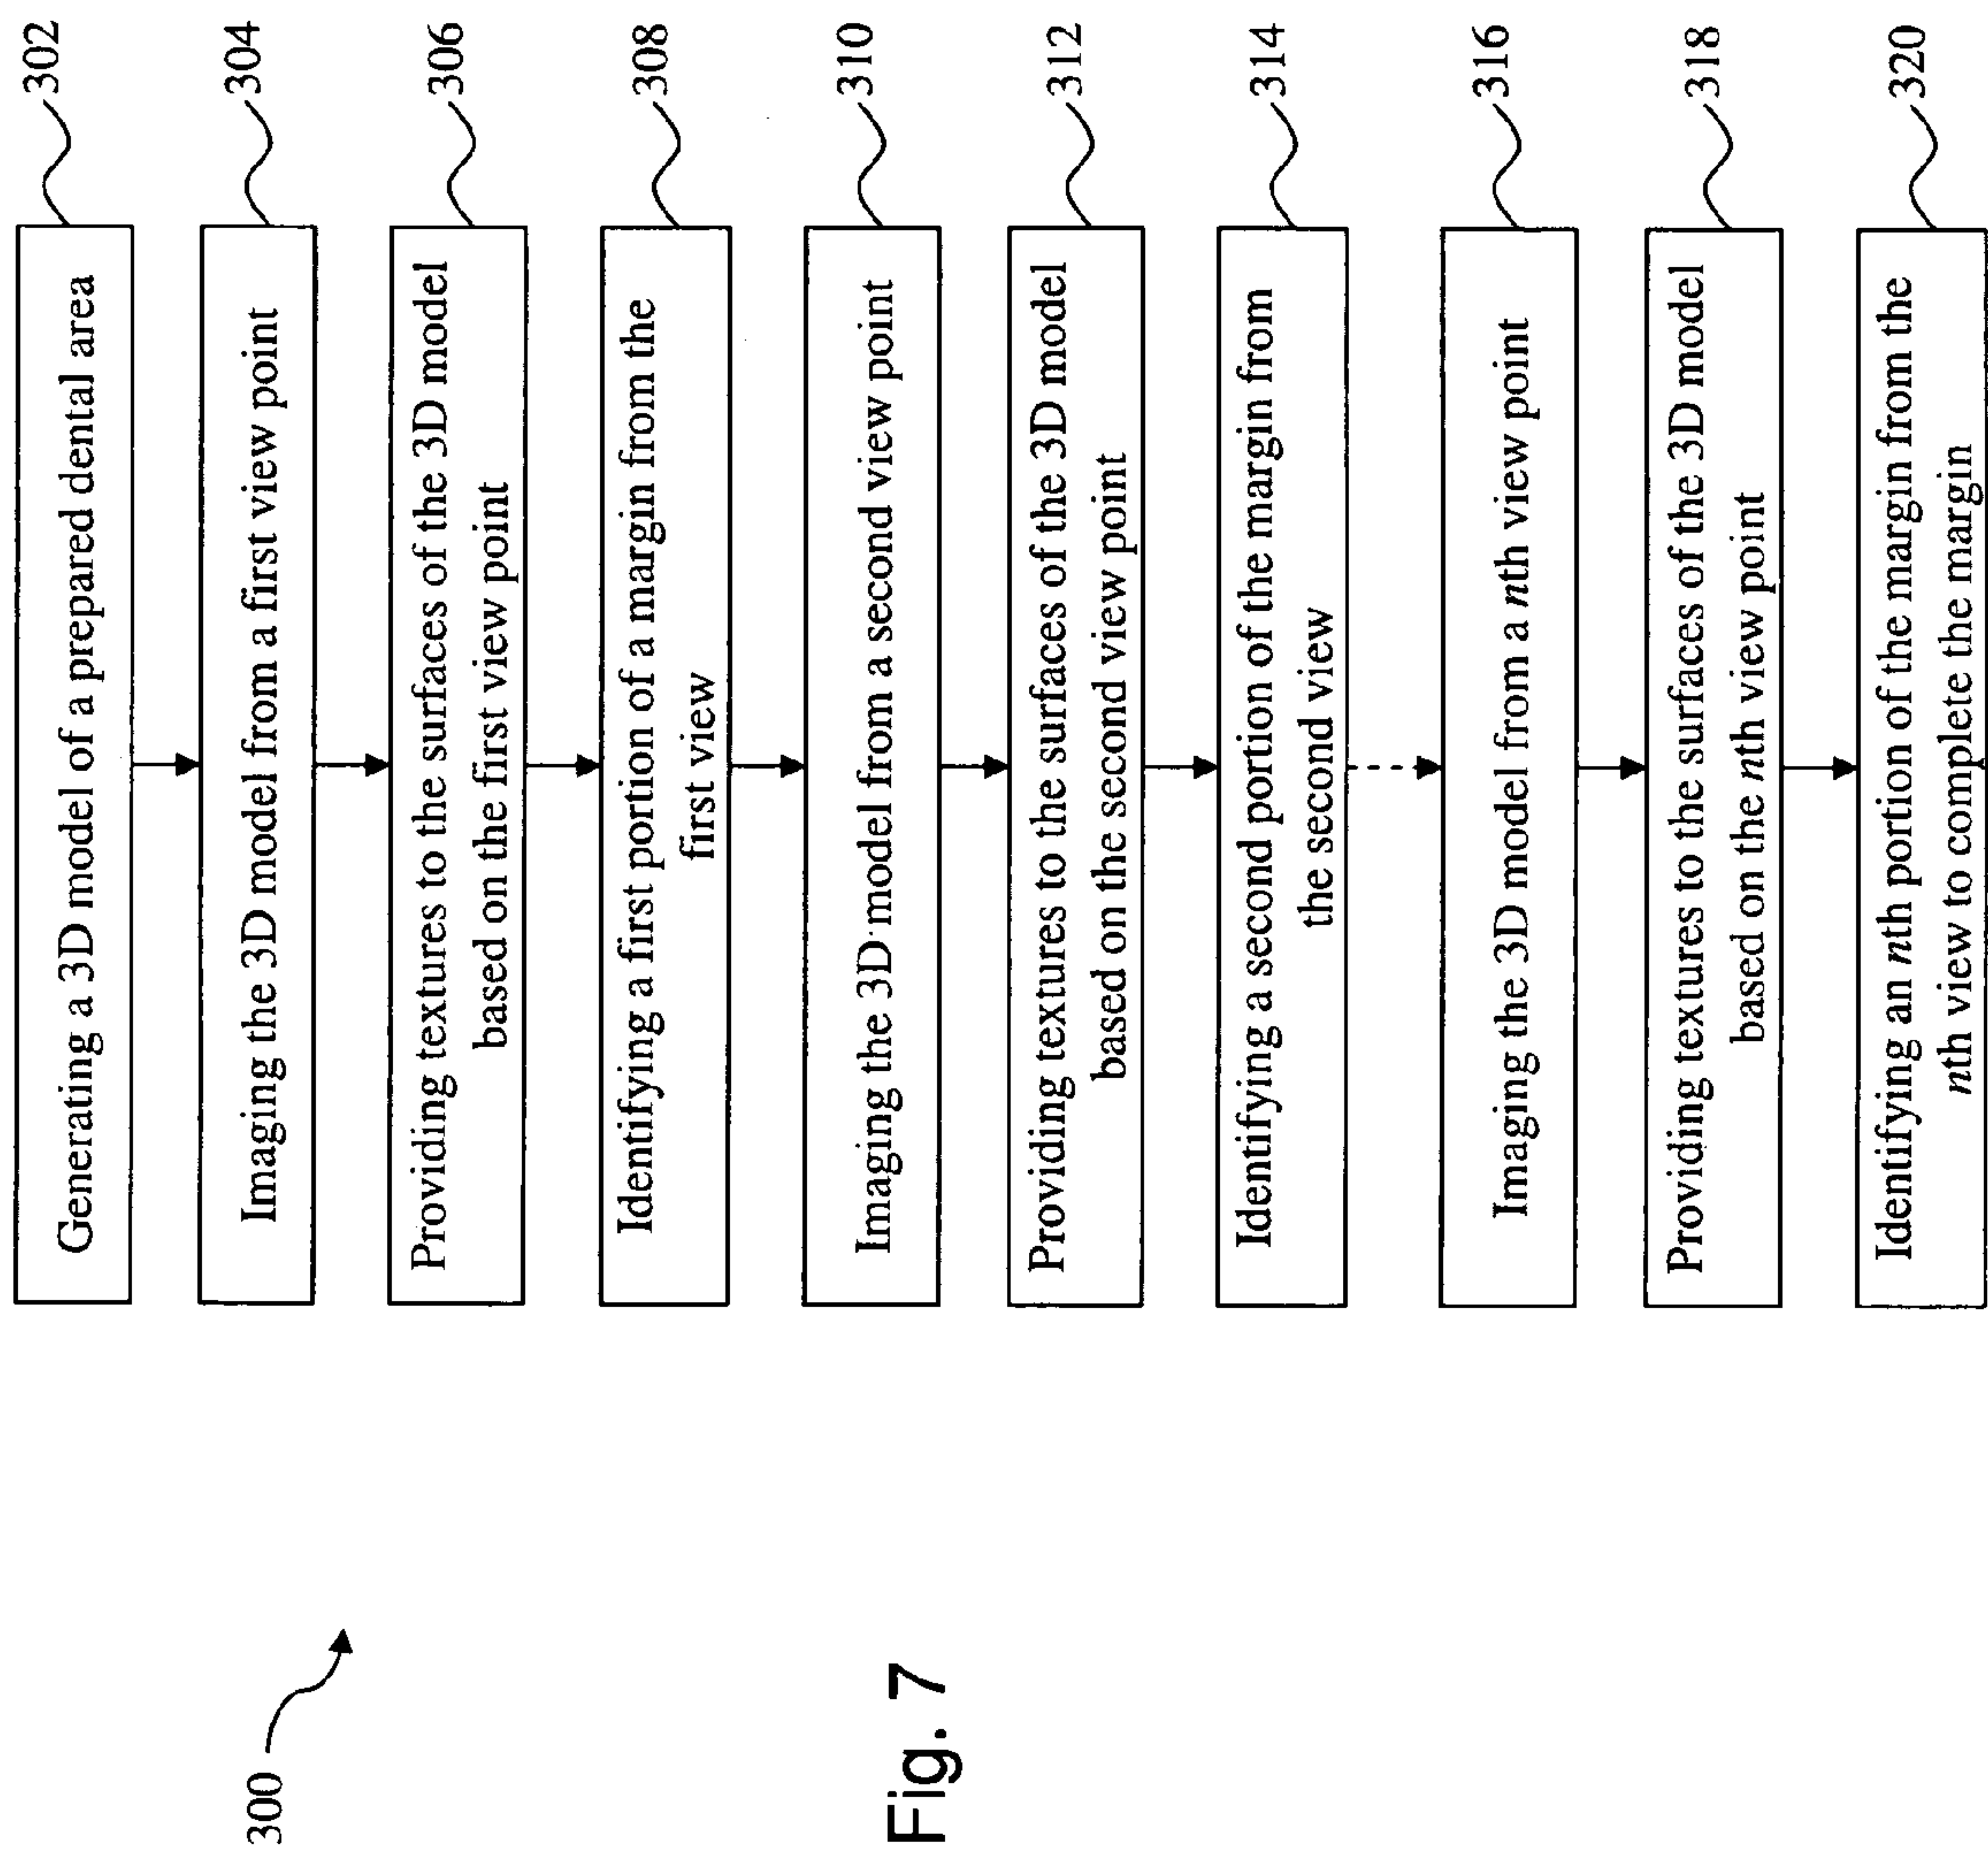 Generating a 3D model of a prepared dental area
302
Imaging the 3D model from a first view point
304
Providing textures to the surfaces of the 3D model
based on the first view point
306
Identifying a first portion of a margin from the
first view
308
Imaging the 3D model from a second view point
310
Providing textures to the surfaces of the 3D model
based on the second view point
312
Identifying a second portion of the margin from
the second view
314
Imaging the 3D model from a nth view point
316
Providing textures to the surfaces of the 3D model
based on the nth view point
318
Identifying an nth portion of the margin from the
nth view to complete the margin
320
300
Fig. 7